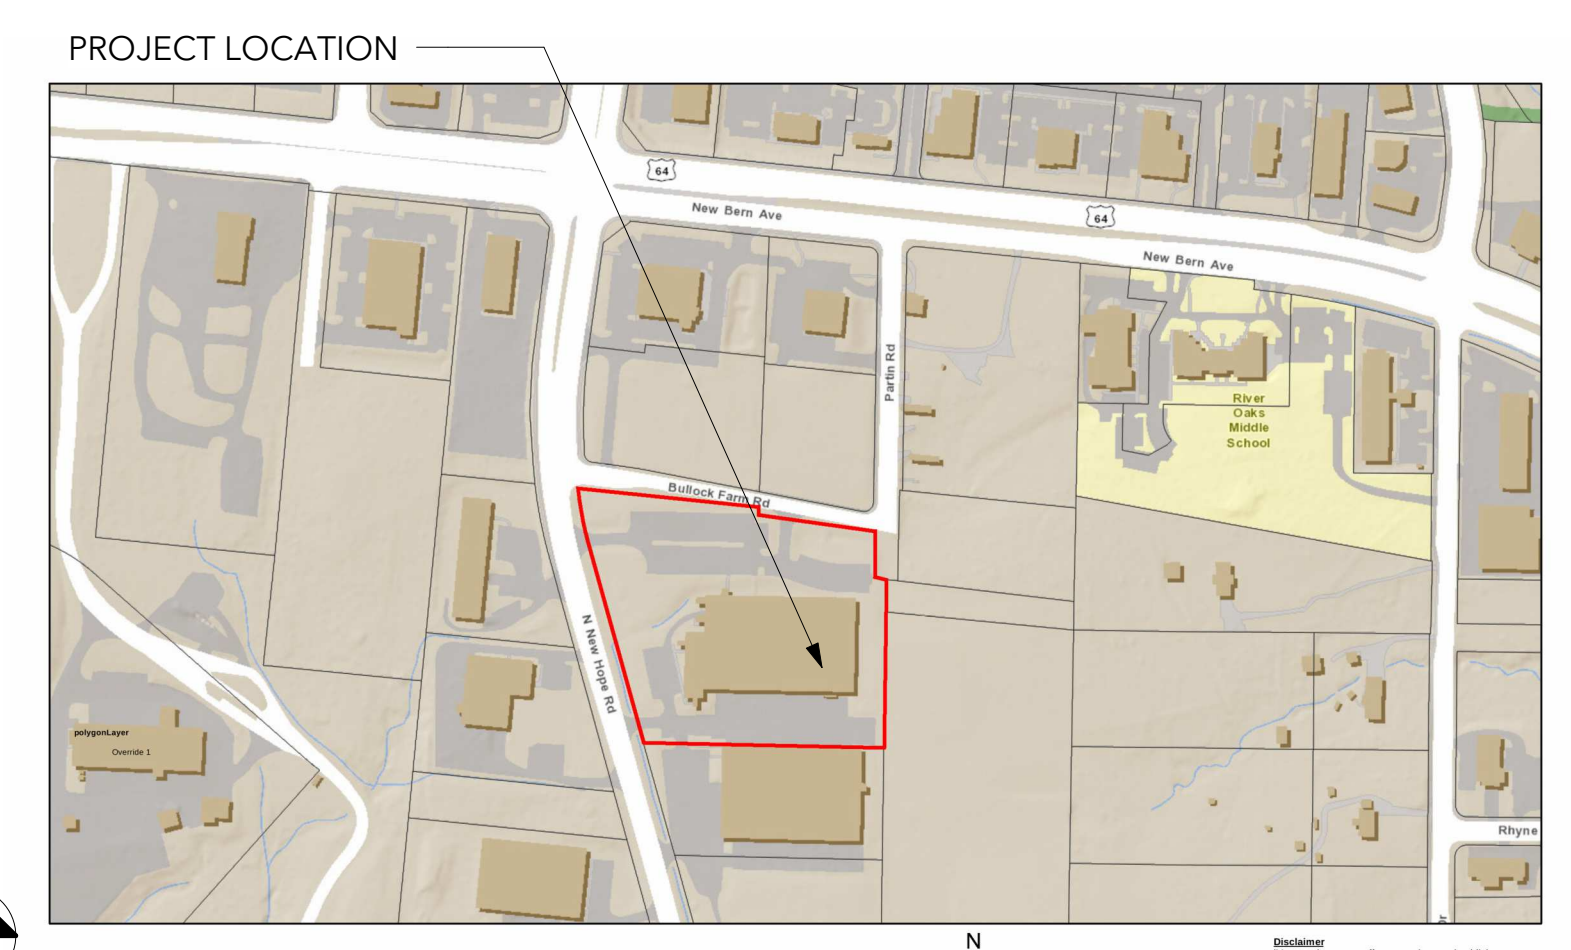 PROJECT LOCATION
64
New Bern Ave
64
New Bern Ave
Partin Rd
River
Oaks
Middle
School
Bullock Farm Rd
N New Hope Rd
polygonLayer
Override 1
Rhyne
N
Disclaimer